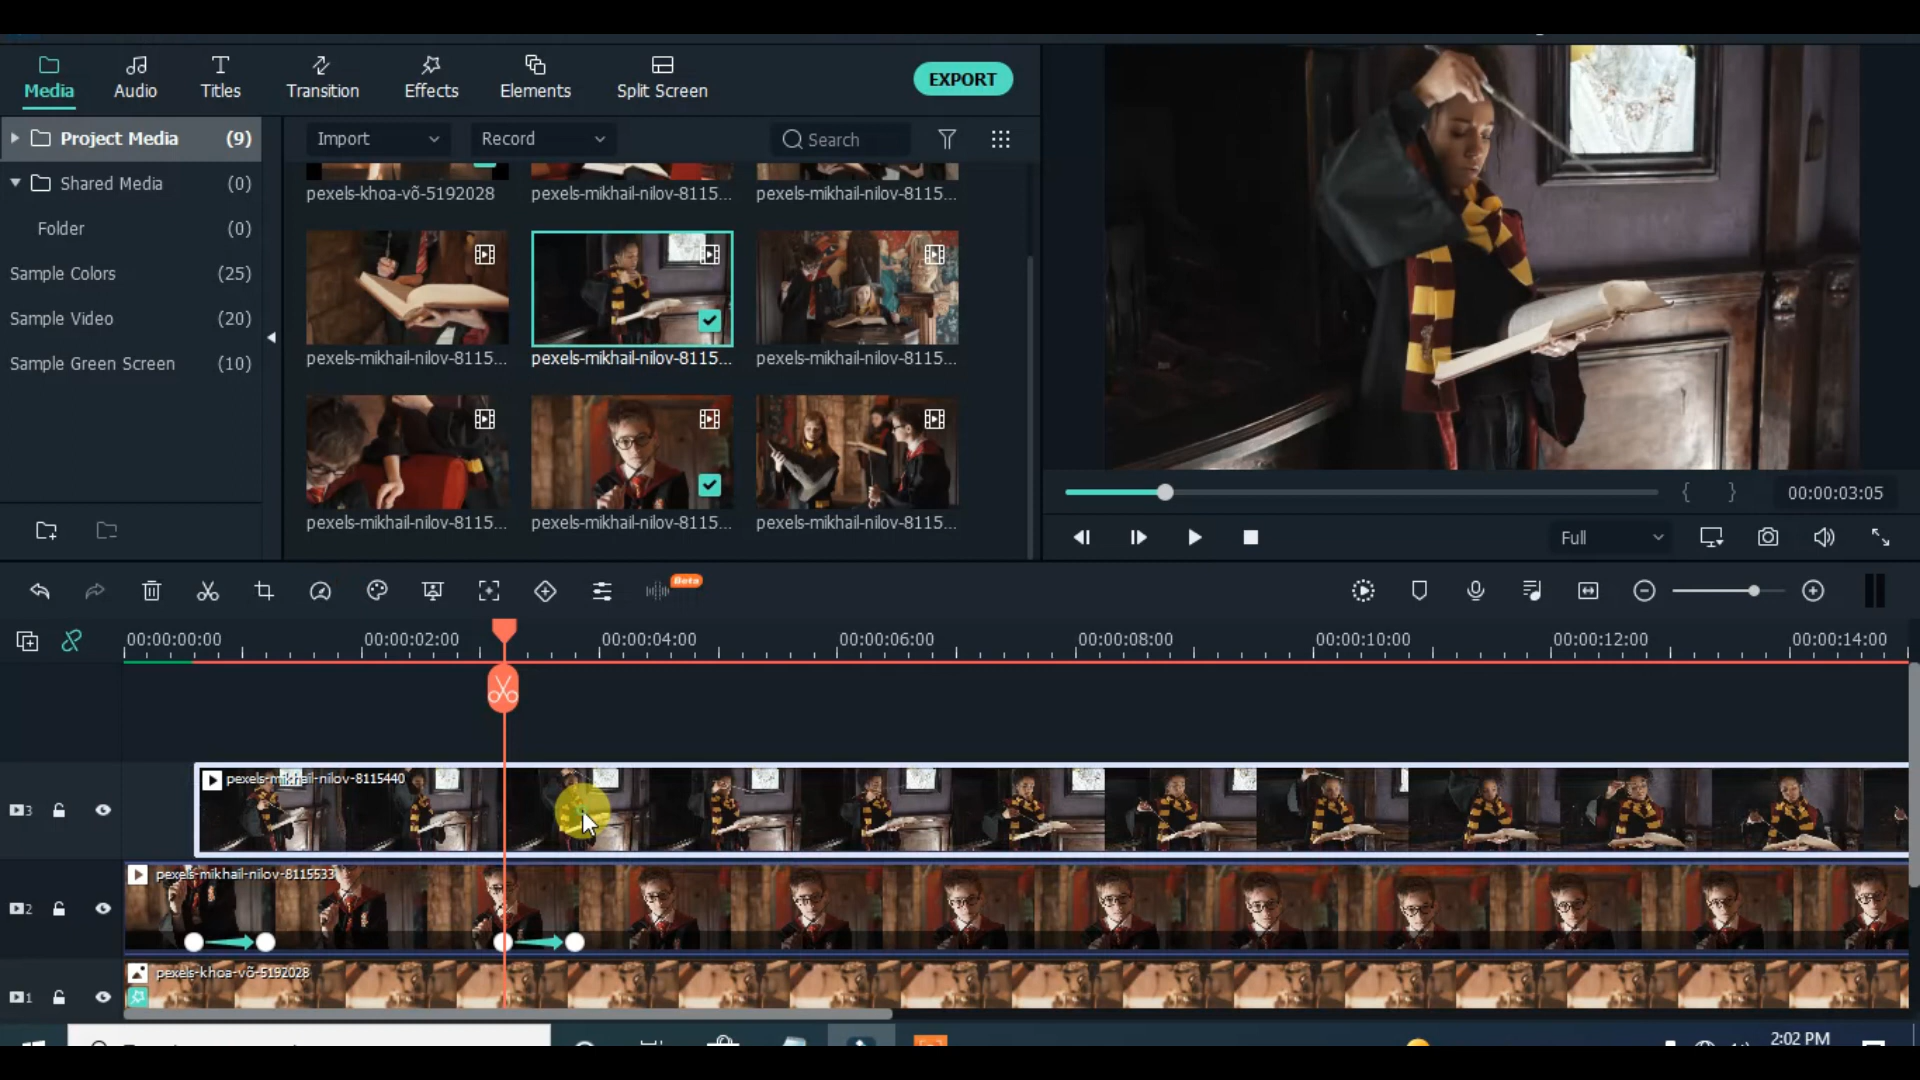 Media Audio Titles Transition Effects Elements Split Screen EXPORT
Project Media (9)
Shared Media (0)
Folder (0)
Sample Colors (25)
Sample Video (20)
Sample Green Screen (10)
Import Record Search
pexels-khoa-võ-5192028 pexels-mikhail-nilov-8115... pexels-mikhail-nilov-8115...
pexels-mikhail-nilov-8115... pexels-mikhail-nilov-8115... pexels-mikhail-nilov-8115...
pexels-mikhail-nilov-8115... pexels-mikhail-nilov-8115... pexels-mikhail-nilov-8115...
{ } 00:00:03:05
Full
Beta
00:00:00:00 00:00:02:00 00:00:04:00 00:00:06:00 00:00:08:00 00:00:10:00 00:00:12:00 00:00:14:00
pexels-mikhail-nilov-8115440
3
pexels-mikhail-nilov-8115533
2
pexels-khoa-võ-5192028
1
2:02 PM